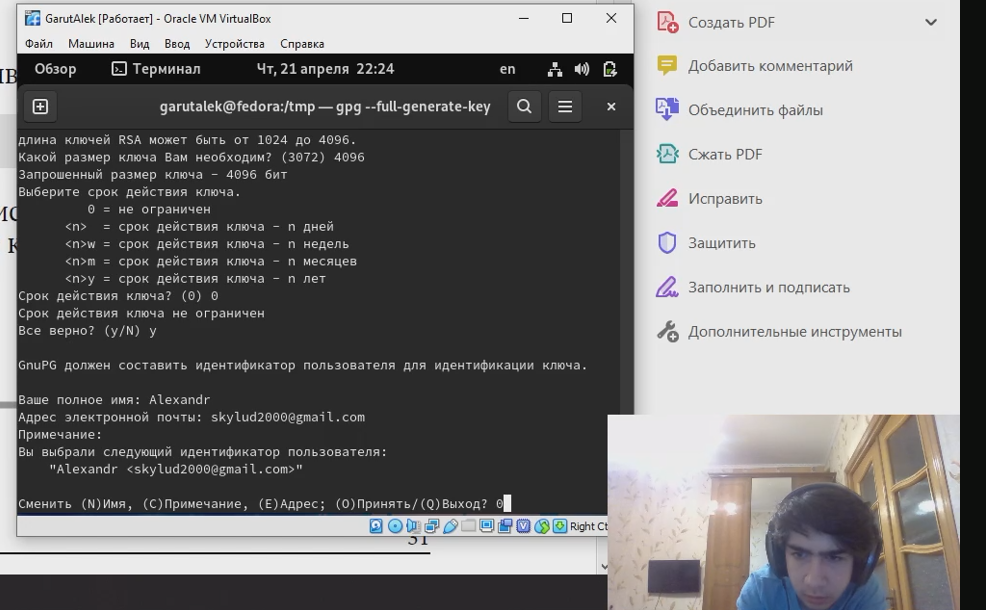 GarutAlek [Работает] - Oracle VM VirtualBox
Файл Машина Вид Ввод Устройства Справка
Обзор Терминал Чт, 21 апреля 22:24 en
garutalek@fedora:/tmp — gpg --full-generate-key
длина ключей RSA может быть от 1024 до 4096.
Какой размер ключа Вам необходим? (3072) 4096
Запрошенный размер ключа - 4096 бит
Выберите срок действия ключа.
0 = не ограничен
<n> = срок действия ключа - n дней
<n>w = срок действия ключа - n недель
<n>m = срок действия ключа - n месяцев
<n>y = срок действия ключа - n лет
Срок действия ключа? (0) 0
Срок действия ключа не ограничен
Все верно? (y/N) y
GnuPG должен составить идентификатор пользователя для идентификации ключа.
Ваше полное имя: Alexandr
Адрес электронной почты: skylud2000@gmail.com
Примечание:
Вы выбрали следующий идентификатор пользователя:
"Alexandr <skylud2000@gmail.com>"
Сменить (N)Имя, (C)Примечание, (E)Адрес; (O)Принять/(Q)Выход? 0
Right Ct
31
Создать PDF
Добавить комментарий
Объединить файлы
Сжать PDF
Исправить
Защитить
Заполнить и подписать
Дополнительные инструменты